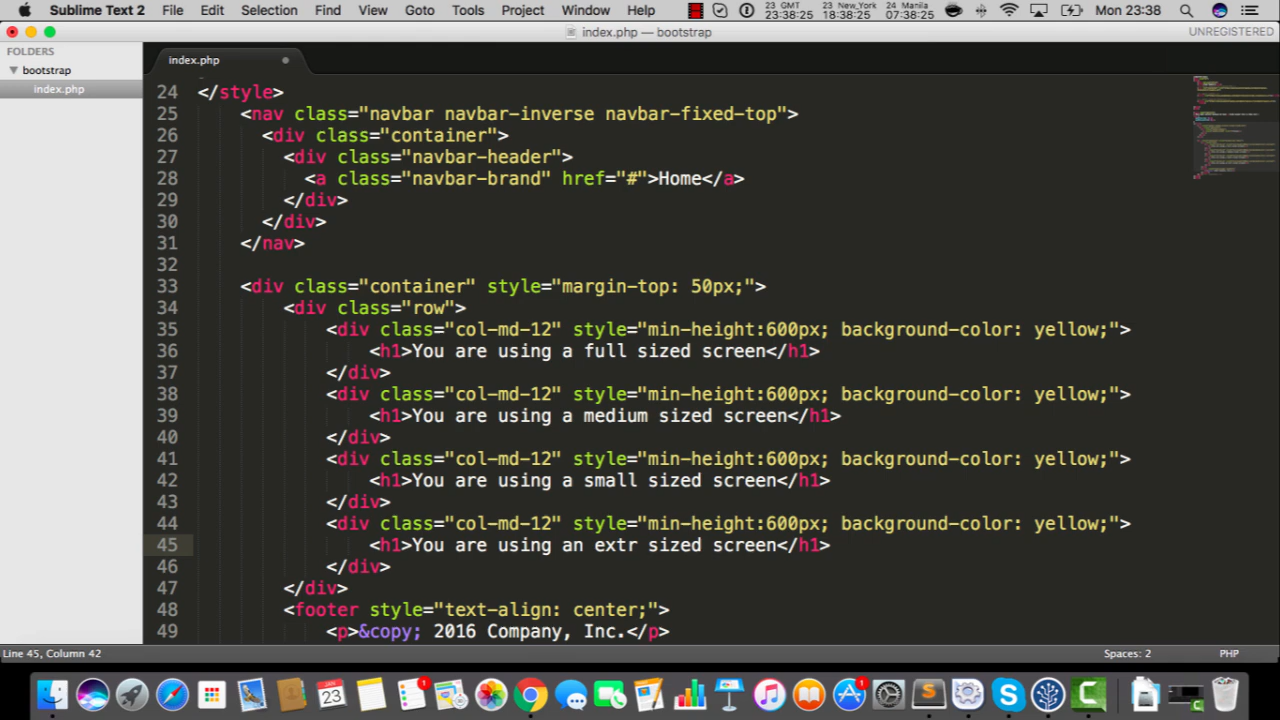 Sublime Text 2 File Edit Selection Find View Goto Tools Project Window Help 23 GMT 23:38:25 23 New_York 18:38:25 24 Manila 07:38:25 Mon 23:38
index.php — bootstrap UNREGISTERED
FOLDERS
bootstrap
index.php
index.php
24 </style>
25 <nav class="navbar navbar-inverse navbar-fixed-top">
26 <div class="container">
27 <div class="navbar-header">
28 <a class="navbar-brand" href="#">Home</a>
29 </div>
30 </div>
31 </nav>
32
33 <div class="container" style="margin-top: 50px;">
34 <div class="row">
35 <div class="col-md-12" style="min-height:600px; background-color: yellow;">
36 <h1>You are using a full sized screen</h1>
37 </div>
38 <div class="col-md-12" style="min-height:600px; background-color: yellow;">
39 <h1>You are using a medium sized screen</h1>
40 </div>
41 <div class="col-md-12" style="min-height:600px; background-color: yellow;">
42 <h1>You are using a small sized screen</h1>
43 </div>
44 <div class="col-md-12" style="min-height:600px; background-color: yellow;">
45 <h1>You are using an extr sized screen</h1>
46 </div>
47 </div>
48 <footer style="text-align: center;">
49 <p>&copy; 2016 Company, Inc.</p>
Line 45, Column 42 Spaces: 2 PHP
JAN
23
1
1